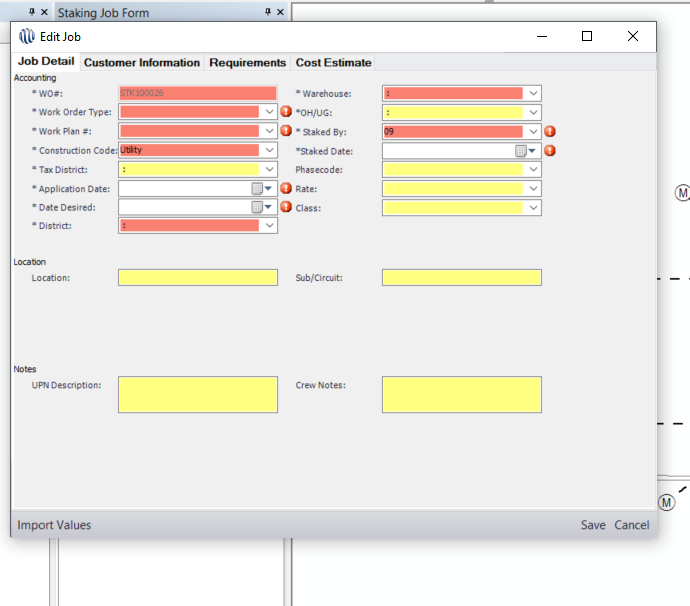 Staking Job Form
Edit Job
Job Detail Customer Information Requirements Cost Estimate
Accounting
* WO#: STK100026 * Warehouse: :
* Work Order Type: *OH/UG: :
* Work Plan #: * Staked By: 09
* Construction Code: Utility *Staked Date:
* Tax District: : Phasecode:
* Application Date: Rate:
* Date Desired: Class:
* District: :
Location
Location: Sub/Circuit:
Notes
UPN Description: Crew Notes:
Import Values Save Cancel
M
M